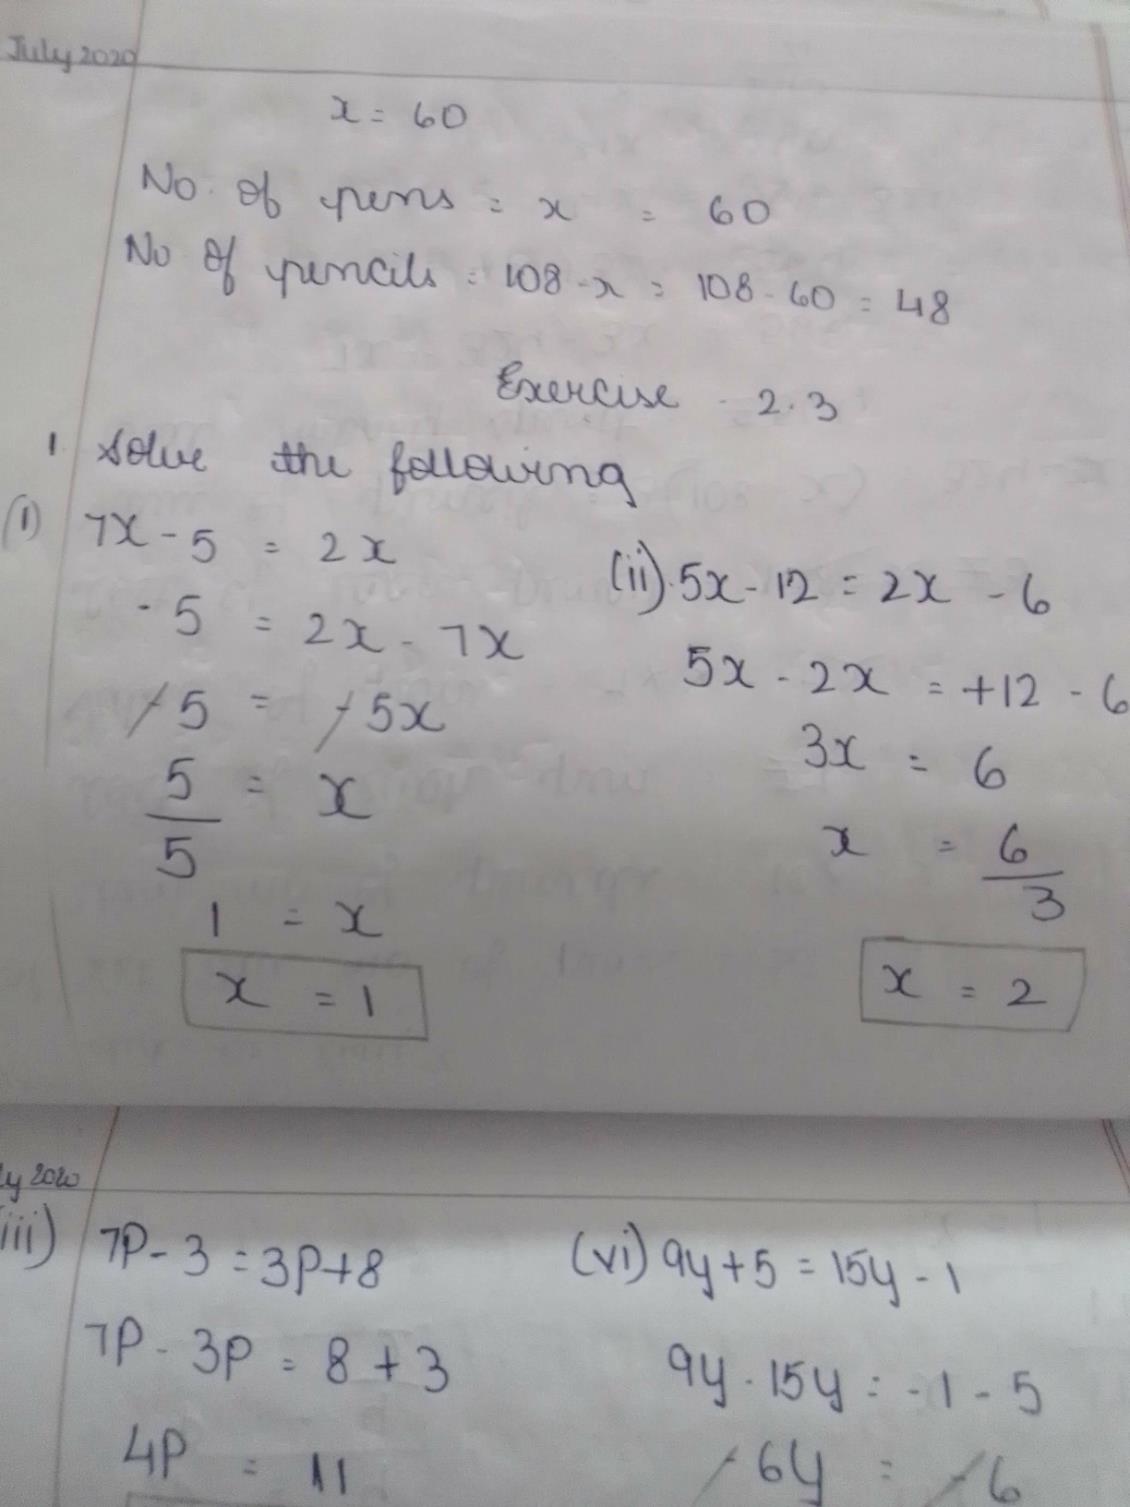 July 2020
x = 60
No. of pens = x = 60
No of pencils = 108 - x = 108 - 60 = 48
Exercise - 2.3
1 Solve the following
(i) 7x - 5 = 2x
- 5 = 2x - 7x
- 5 = - 5x
5/5 = x
1 = x
x = 1
(ii) 5x - 12 = 2x - 6
5x - 2x = +12 - 6
3x = 6
x = 6/3
x = 2
ly 2020
(iii) 7P - 3 = 3P + 8
7P - 3P = 8 + 3
4P = 11
(vi) 9y + 5 = 15y - 1
9y - 15y = -1 - 5
- 6y = - 6